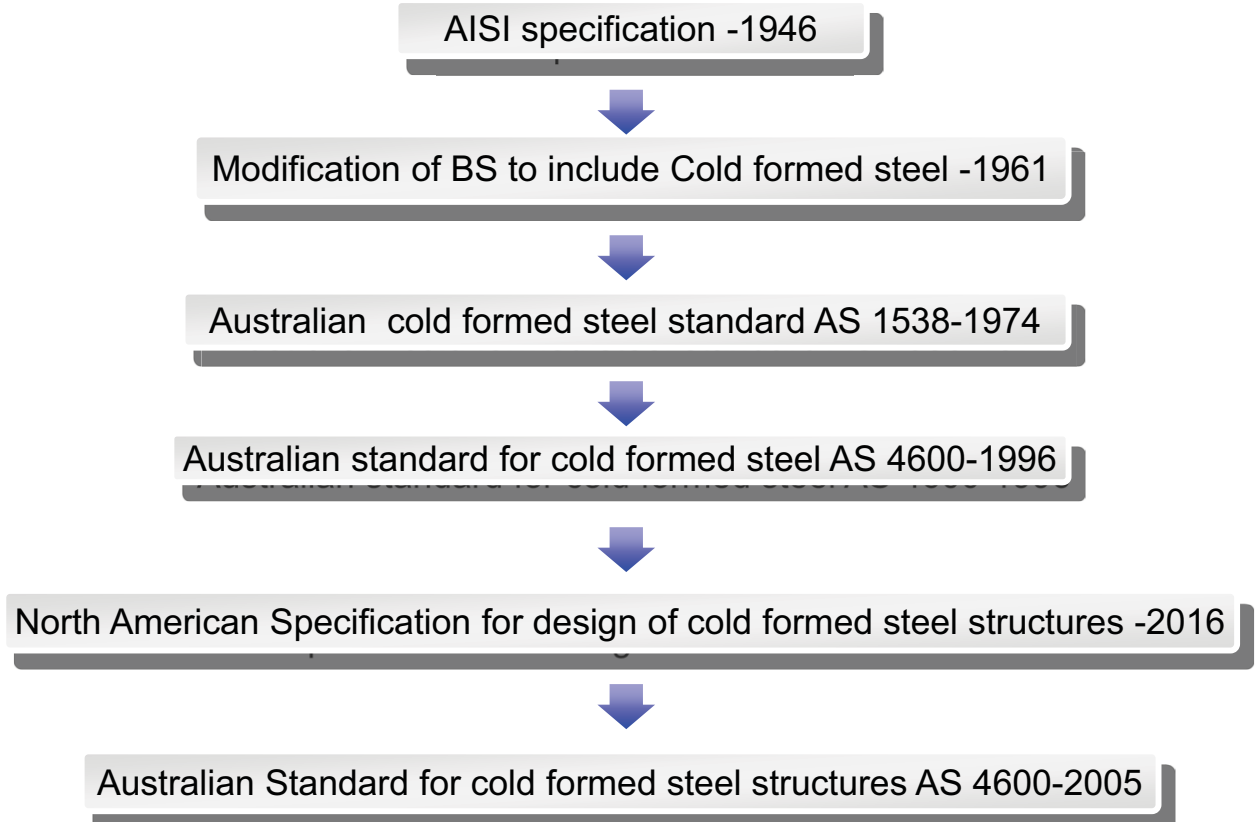 AISI specification -1946
Modification of BS to include Cold formed steel -1961
Australian  cold formed steel standard AS 1538-1974
Australian standard for cold formed steel AS 4600-1996
North American Specification for design of cold formed steel structures -2016
Australian Standard for cold formed steel structures AS 4600-2005